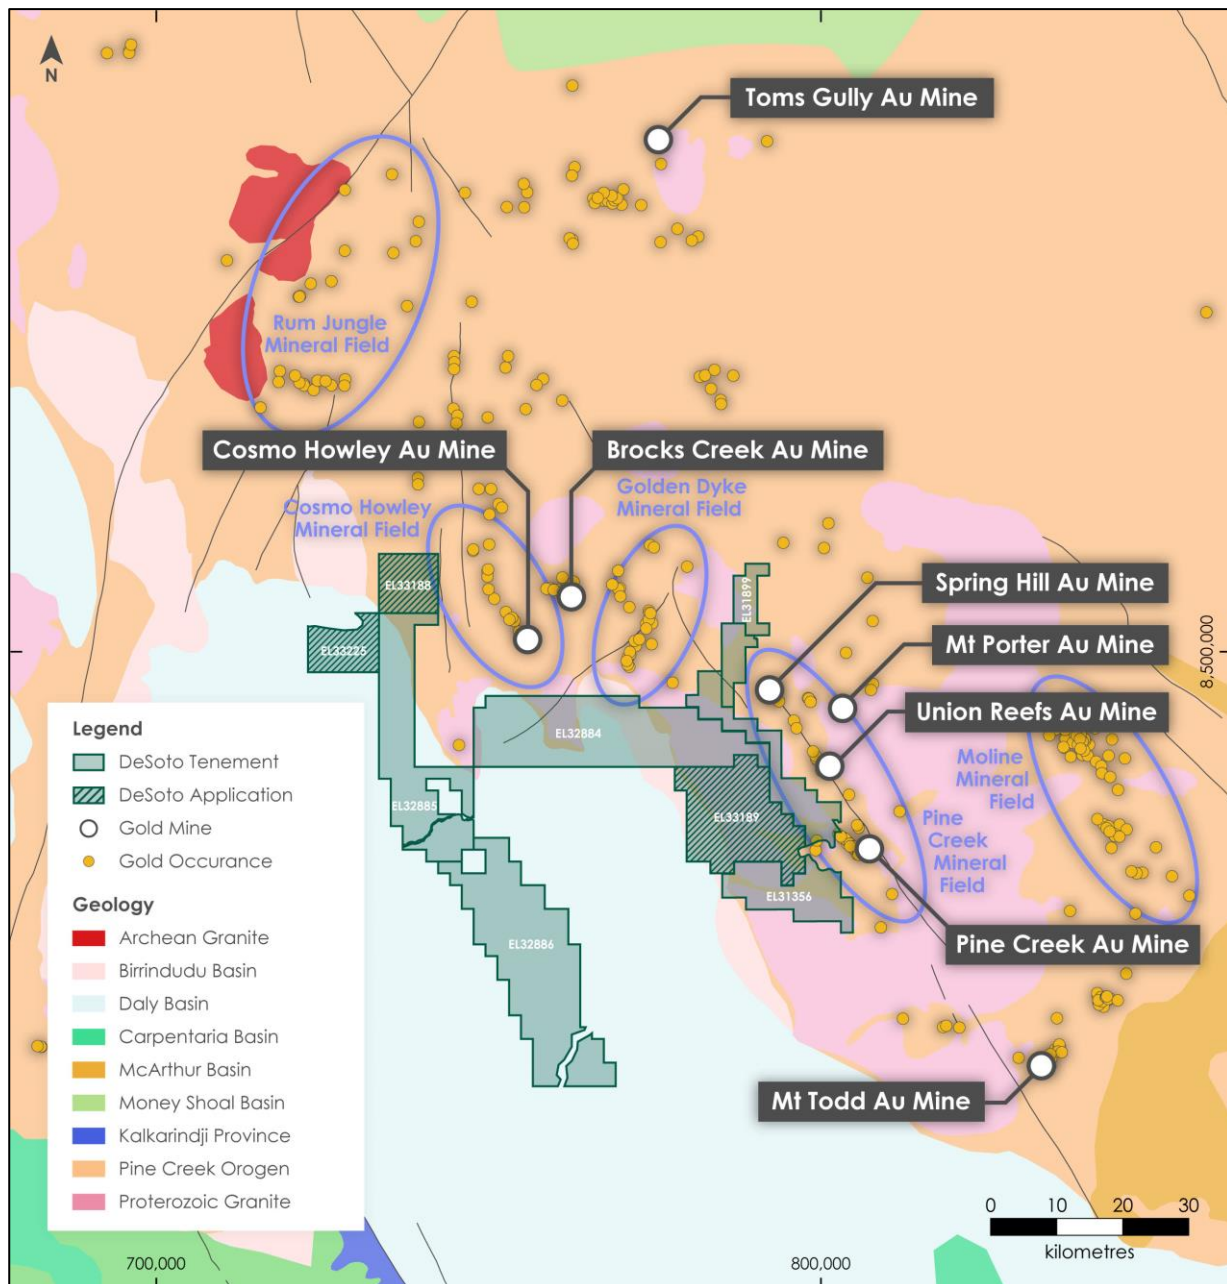 N
Toms Gully Au Mine
Rum Jungle
Mineral Field
Cosmo Howley Au Mine
Brocks Creek Au Mine
Golden Dyke
Mineral Field
Cosmo Howley
Mineral Field
EL33188
EL31899
Spring Hill Au Mine
EL33225
Mt Porter Au Mine
8,500,000
Union Reefs Au Mine
EL32884
Moline
Mineral
Field
EL32885
EL33189
Pine
Creek
Mineral
Field
EL31356
EL32886
Pine Creek Au Mine
Mt Todd Au Mine
Legend
DeSoto Tenement
DeSoto Application
Gold Mine
Gold Occurance
Geology
Archean Granite
Birrindudu Basin
Daly Basin
Carpentaria Basin
McArthur Basin
Money Shoal Basin
Kalkarindji Province
Pine Creek Orogen
Proterozoic Granite
0 10 20 30
kilometres
700,000
800,000